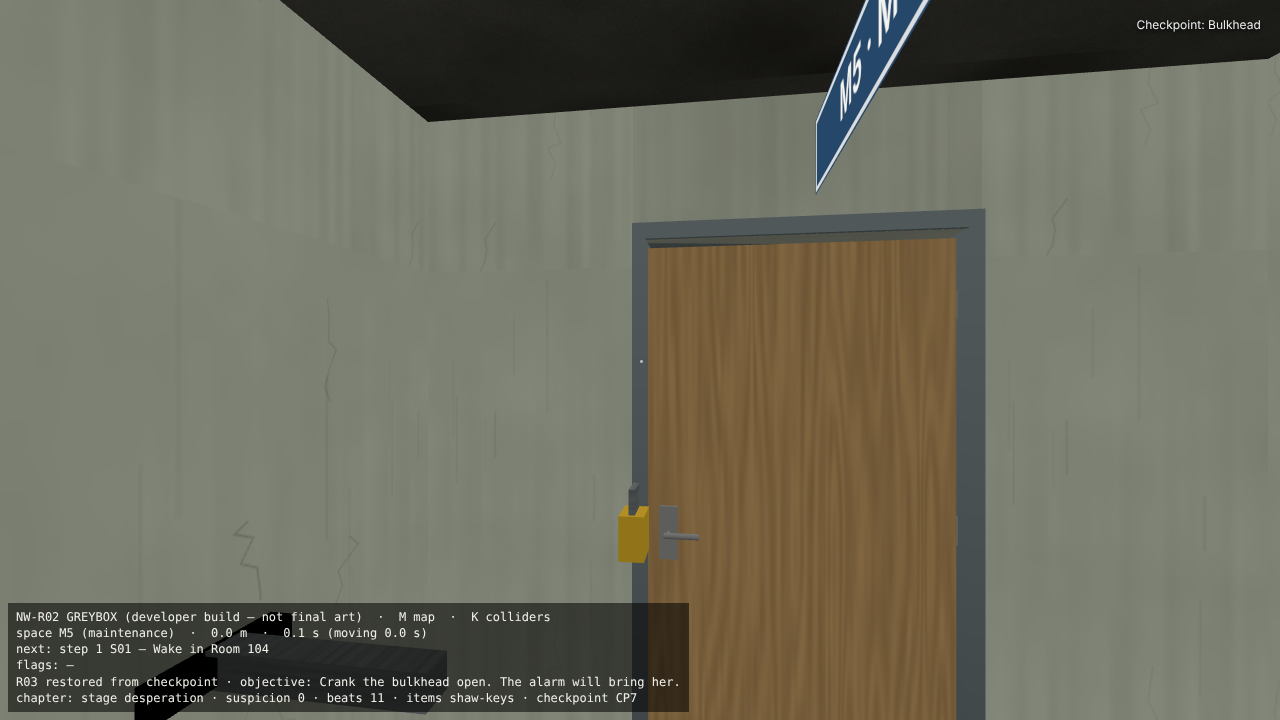 Checkpoint: Bulkhead
M5 · M
NW-R02 GREYBOX (developer build — not final art)  ·  M map  ·  K colliders
space M5 (maintenance)  ·  0.0 m  ·  0.1 s (moving 0.0 s)
next: step 1 S01 — Wake in Room 104
flags: —
R03 restored from checkpoint · objective: Crank the bulkhead open. The alarm will bring her.
chapter: stage desperation · suspicion 0 · beats 11 · items shaw-keys · checkpoint CP7